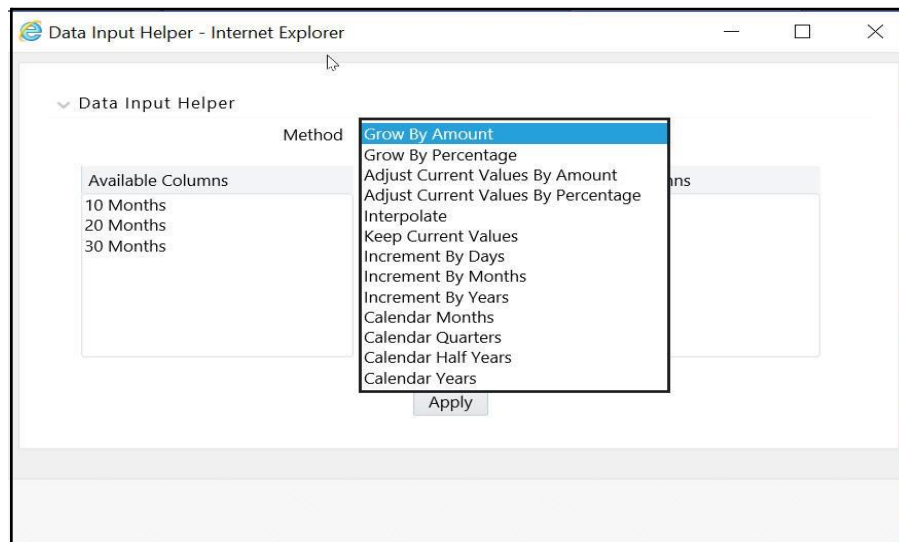 Data Input Helper - Internet Explorer
Data Input Helper
Method
Grow By Amount
Grow By Percentage
Adjust Current Values By Amount
Adjust Current Values By Percentage
Interpolate
Keep Current Values
Increment By Days
Increment By Months
Increment By Years
Calendar Months
Calendar Quarters
Calendar Half Years
Calendar Years
Available Columns
10 Months
20 Months
30 Months
Apply